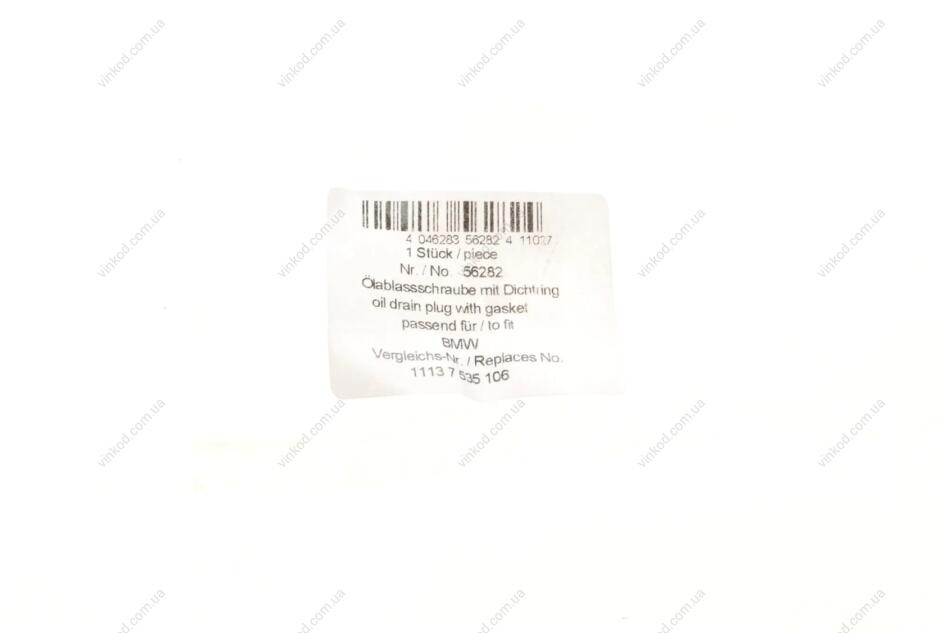 4 046283 56282 4 11027
1 Stück / piece
Nr. / No. 56282
Ölablassschraube mit Dichtring
oil drain plug with gasket
passend für / to fit
BMW
Vergleichs-Nr. / Replaces No.
1113 7 535 106
vinkod.com.ua